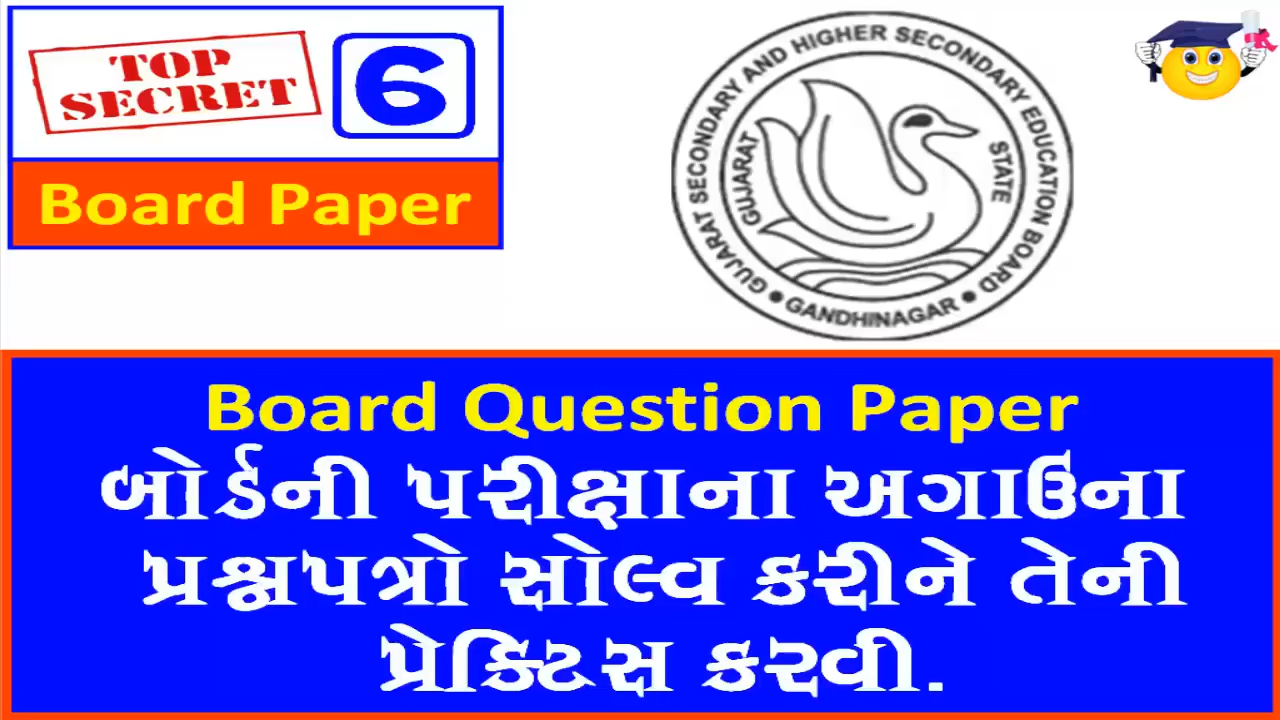 TOP
SECRET
6
Board Paper
GUJARAT SECONDARY AND HIGHER SECONDARY EDUCATION BOARD
GUJARAT
STATE
• GANDHINAGAR •
Board Question Paper
બોર્ડની પરીક્ષાના અગાઉના
પ્રશ્નપત્રો સોલ્વ કરીને તેની
પ્રેક્ટિસ કરવી.